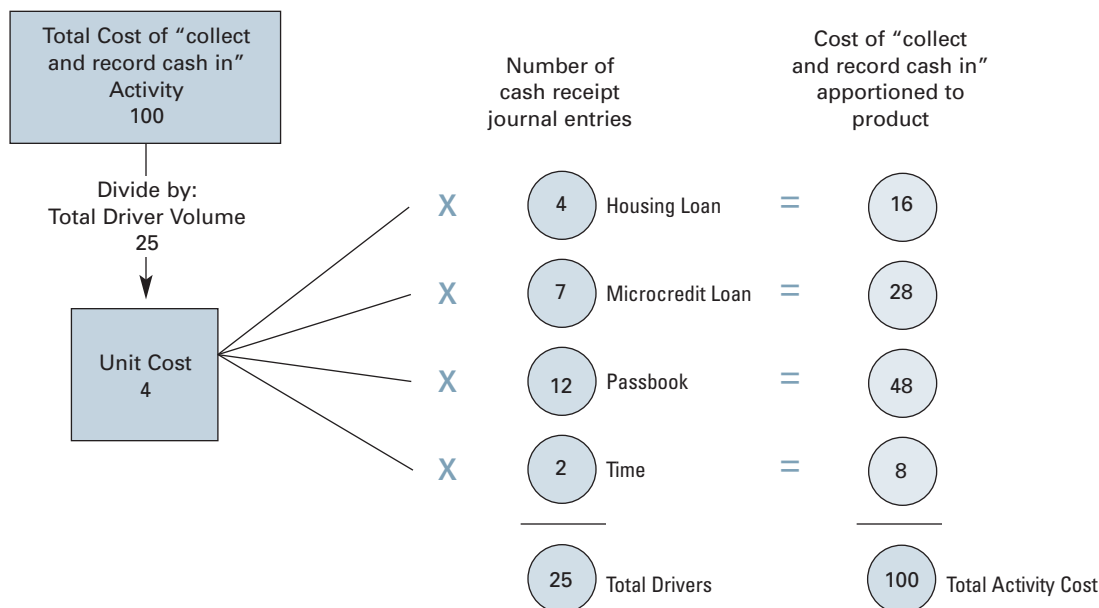 Total Cost of “collect
and record cash in”
Activity
100
Divide by:
Total Driver Volume
25
Unit Cost
4
Number of
cash receipt
journal entries
Cost of “collect
and record cash in”
apportioned to
product
X 4 Housing Loan = 16
X 7 Microcredit Loan = 28
X 12 Passbook = 48
X 2 Time = 8
25 Total Drivers
100 Total Activity Cost